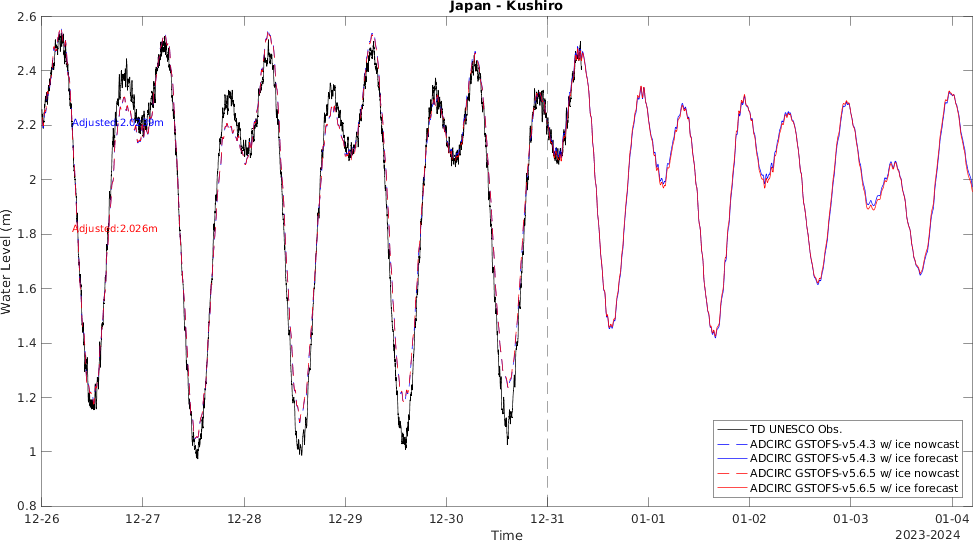 Japan - Kushiro
2.6
2.4
2.2
2
1.8
1.6
1.4
1.2
1
0.8
Water Level (m)
Adjusted:2.026m
12-26
12-27
12-28
12-29
12-30
12-31
01-01
01-02
01-03
01-04
Time
2023-2024
TD UNESCO Obs.
ADCIRC GSTOFS-v5.4.3 w/ ice nowcast
ADCIRC GSTOFS-v5.4.3 w/ ice forecast
ADCIRC GSTOFS-v5.6.5 w/ ice nowcast
ADCIRC GSTOFS-v5.6.5 w/ ice forecast